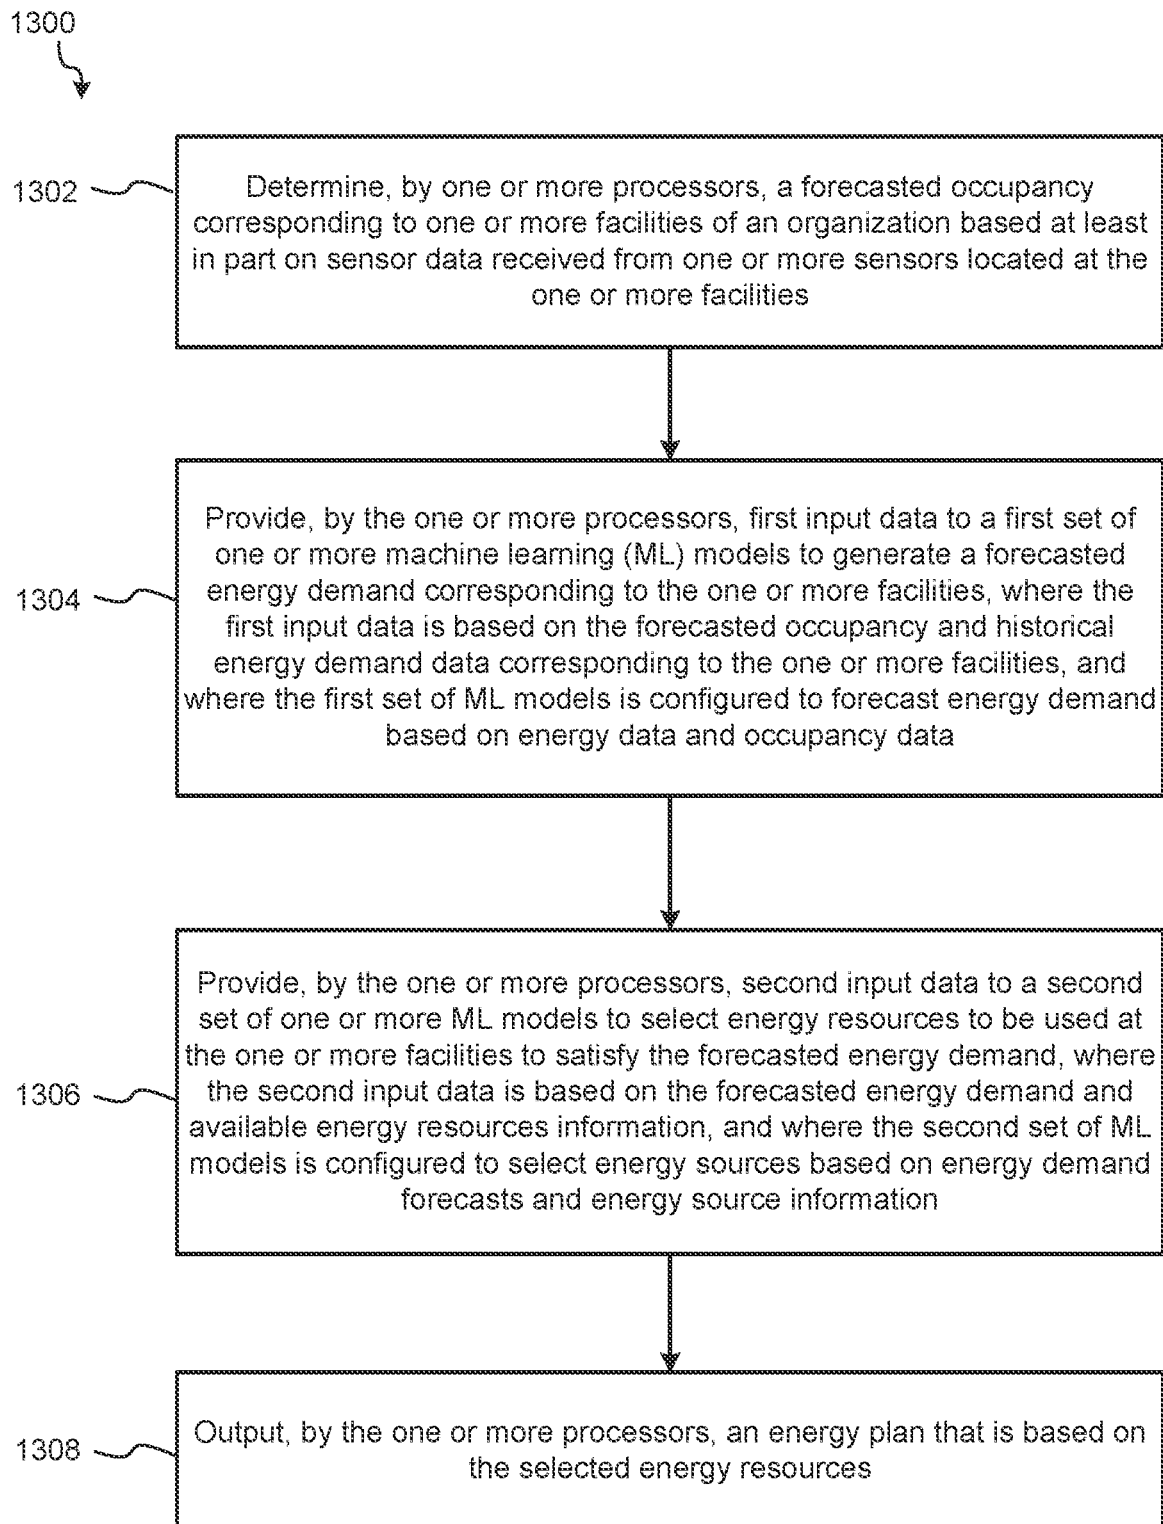 1300
1302
Determine, by one or more processors, a forecasted occupancy
corresponding to one or more facilities of an organization based at least
in part on sensor data received from one or more sensors located at the
one or more facilities
1304
Provide, by the one or more processors, first input data to a first set of
one or more machine learning (ML) models to generate a forecasted
energy demand corresponding to the one or more facilities, where the
first input data is based on the forecasted occupancy and historical
energy demand data corresponding to the one or more facilities, and
where the first set of ML models is configured to forecast energy demand
based on energy data and occupancy data
1306
Provide, by the one or more processors, second input data to a second
set of one or more ML models to select energy resources to be used at
the one or more facilities to satisfy the forecasted energy demand, where
the second input data is based on the forecasted energy demand and
available energy resources information, and where the second set of ML
models is configured to select energy sources based on energy demand
forecasts and energy source information
1308
Output, by the one or more processors, an energy plan that is based on
the selected energy resources